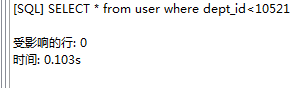 [SQL] SELECT * from user where dept_id<10521
受影响的行: 0
时间: 0.103s